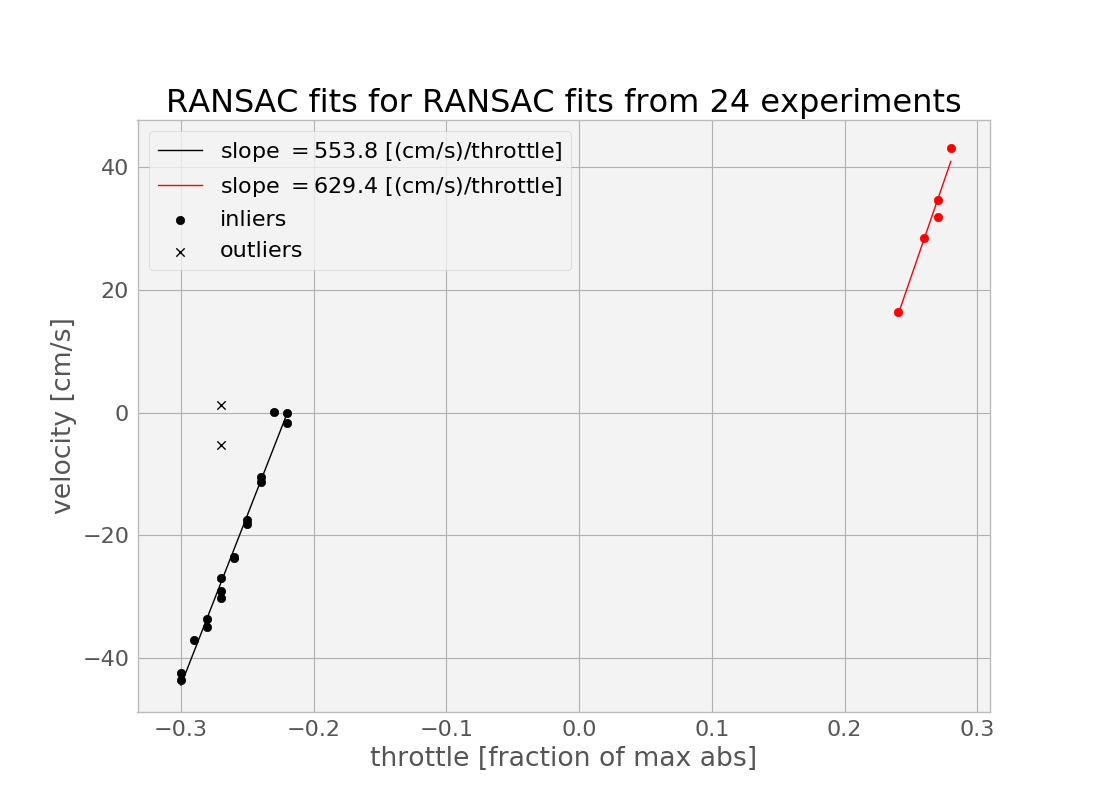 RANSAC fits for RANSAC fits from 24 experiments
slope = 553.8 [(cm/s)/throttle]
slope = 629.4 [(cm/s)/throttle]
inliers
outliers
40
20
0
−20
−40
velocity [cm/s]
−0.3 −0.2 −0.1 0.0 0.1 0.2 0.3
throttle [fraction of max abs]